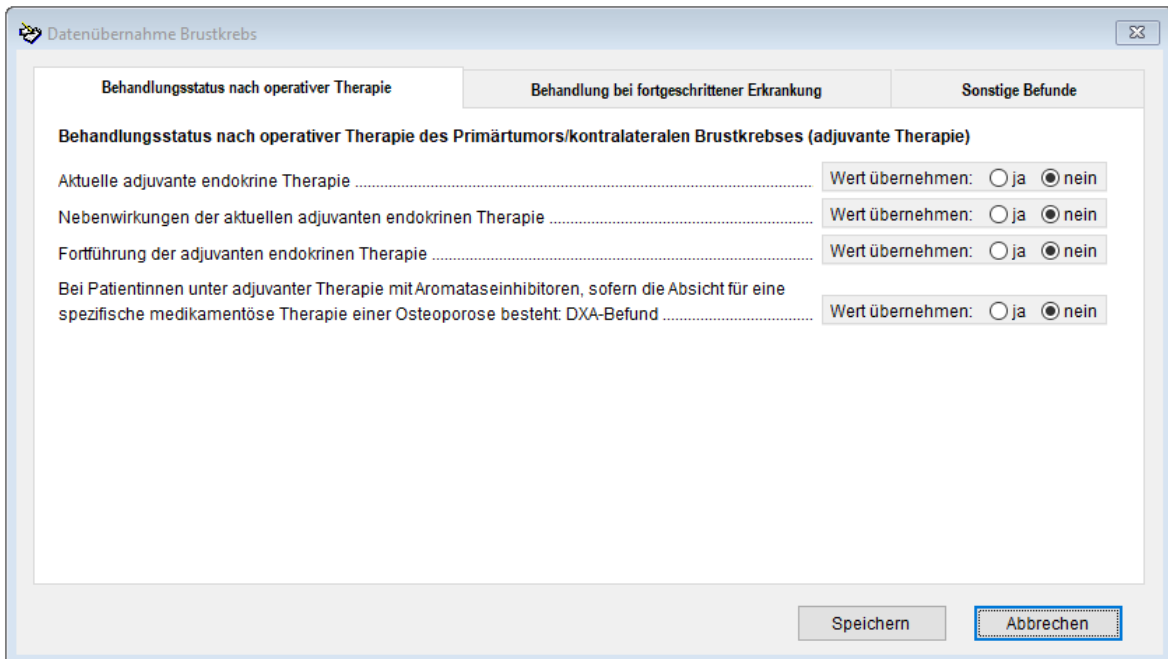 Datenübernahme Brustkrebs
Behandlungsstatus nach operativer Therapie
Behandlung bei fortgeschrittener Erkrankung
Sonstige Befunde
Behandlungsstatus nach operativer Therapie des Primärtumors/kontralateralen Brustkrebses (adjuvante Therapie)
Aktuelle adjuvante endokrine Therapie ........ Wert übernehmen: ja nein
Nebenwirkungen der aktuellen adjuvanten endokrinen Therapie ........ Wert übernehmen: ja nein
Fortführung der adjuvanten endokrinen Therapie ........ Wert übernehmen: ja nein
Bei Patientinnen unter adjuvanter Therapie mit Aromataseinhibitoren, sofern die Absicht für eine
spezifische medikamentöse Therapie einer Osteoporose besteht: DXA-Befund ........ Wert übernehmen: ja nein
Speichern
Abbrechen